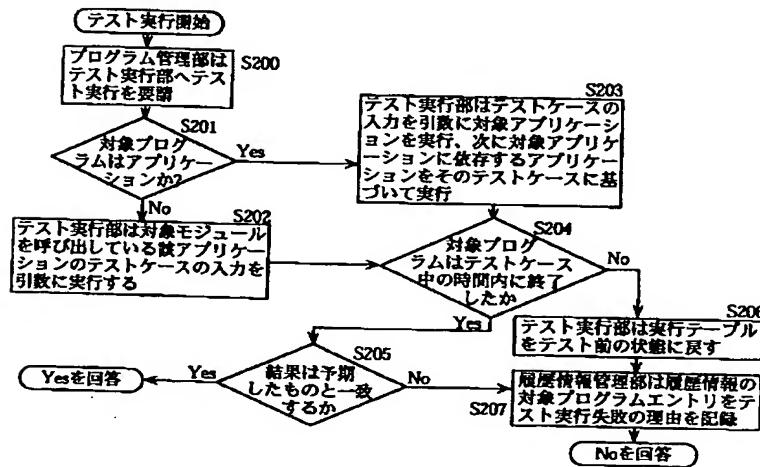 テスト実行開始
プログラム管理部は
テスト実行部へテス
ト実行を要請
S200
S201
対象プログ
ラムはアプリケー
ションか?
Yes
No
S202
テスト実行部は対象モジュール
を呼び出している該アプリケー
ションのテストケースの入力を
引数に実行する
S203
テスト実行部はテストケースの
入力を引数に対象アプリケーシ
ョンを実行、次に対象アプリケ
ーションに依存するアプリケー
ションをそのテストケースに基
づいて実行
S204
対象プログ
ラムはテストケース
中の時間内に終了
したか
No
Yes
S206
テスト実行部は実行テーブル
をテスト前の状態に戻す
S205
結果は予期
したものと一致
するか
Yes
No
Yesを回答
S207
履歴情報管理部は履歴情報の
対象プログラムエントリをテ
スト実行失敗の理由を記録
Noを回答